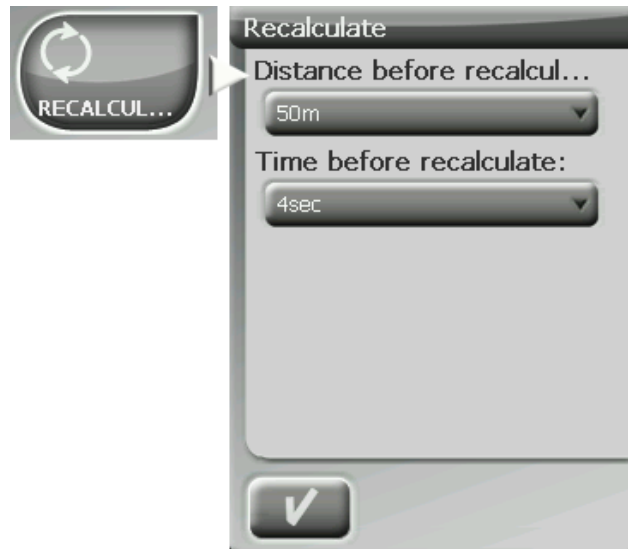 RECALCUL...
Recalculate
Distance before recalcul...
50m
Time before recalculate:
4sec